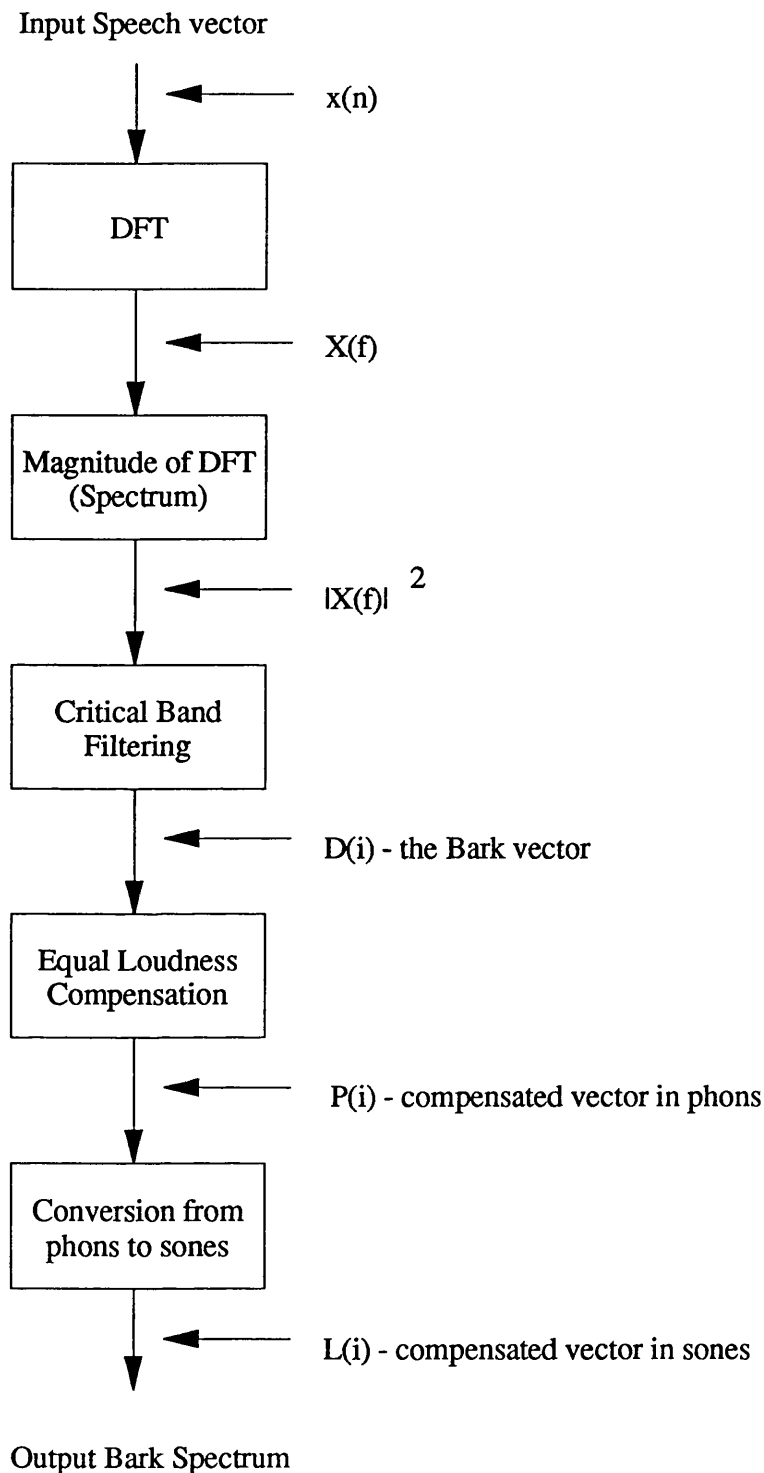 Input Speech vector
x(n)
DFT
X(f)
Magnitude of DFT
(Spectrum)
|X(f)| 2
Critical Band
Filtering
D(i) - the Bark vector
Equal Loudness
Compensation
P(i) - compensated vector in phons
Conversion from
phons to sones
L(i) - compensated vector in sones
Output Bark Spectrum